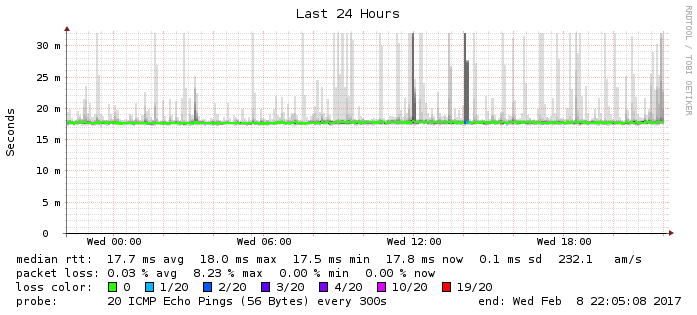 Last 24 Hours
RRDTOOL / TOBI OETIKER
Seconds
30 m
25 m
20 m
15 m
10 m
5 m
0
Wed 00:00 Wed 06:00 Wed 12:00 Wed 18:00
median rtt: 17.7 ms avg 18.0 ms max 17.5 ms min 17.8 ms now 0.1 ms sd 232.1 am/s
packet loss: 0.03 % avg 8.23 % max 0.00 % min 0.00 % now
loss color: 0 1/20 2/20 3/20 4/20 10/20 19/20
probe: 20 ICMP Echo Pings (56 Bytes) every 300s end: Wed Feb 8 22:05:08 2017